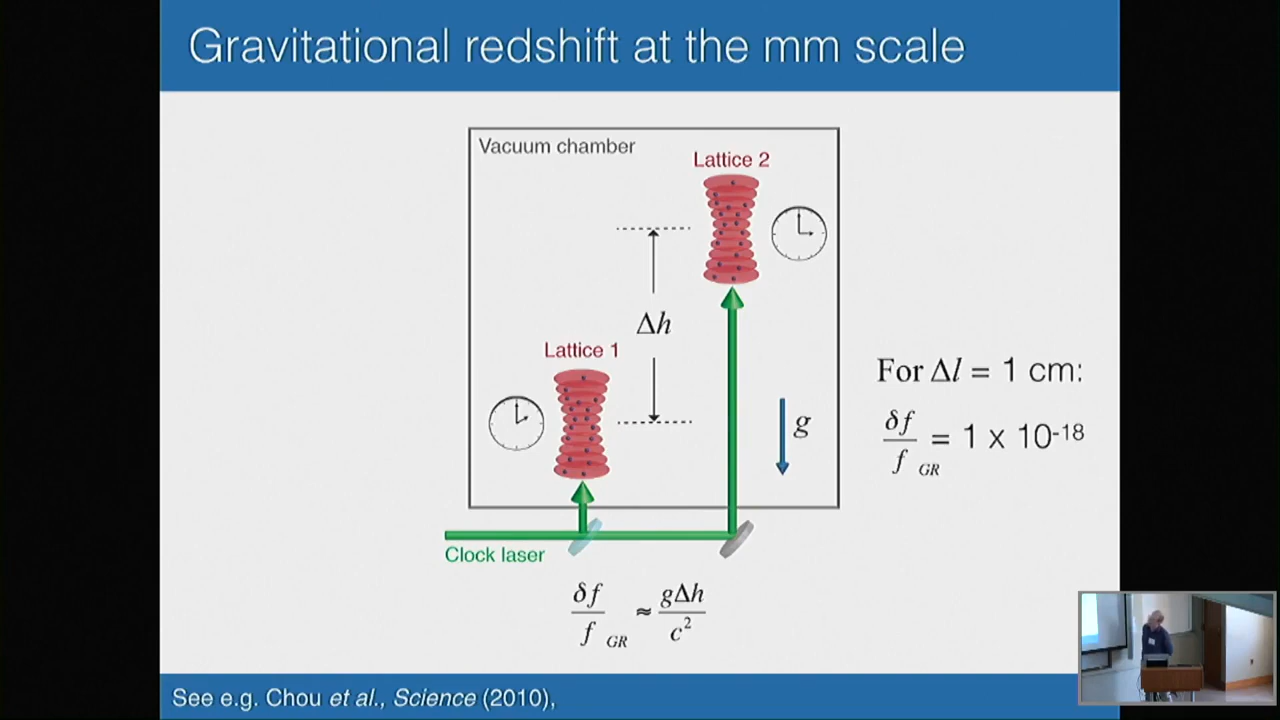 Gravitational redshift at the mm scale
Vacuum chamber
Lattice 2
Δh
Lattice 1
g
Clock laser
For Δl = 1 cm:
δf/f GR = 1 x 10⁻¹⁸
δf/f GR ≈ gΔh/c²
See e.g. Chou et al., Science (2010),